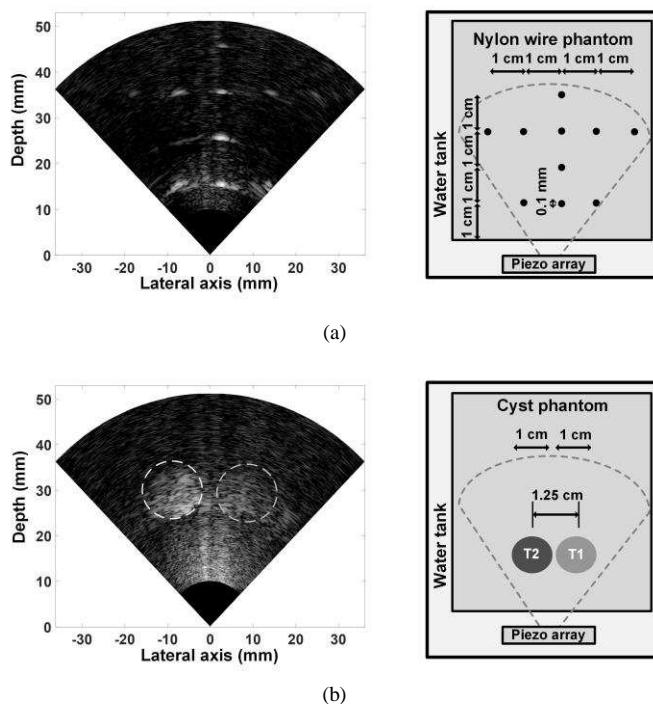 50
40
30
20
10
0
Depth (mm)
-30 -20 -10 0 10 20 30
Lateral axis (mm)
Nylon wire phantom
1 cm 1 cm 1 cm 1 cm
Water tank
1 cm
1 cm
1 cm
1 cm
0.1 mm
Piezo array
(a)
50
40
30
20
10
0
Depth (mm)
-30 -20 -10 0 10 20 30
Lateral axis (mm)
Cyst phantom
1 cm 1 cm
1.25 cm
Water tank
T2 T1
Piezo array
(b)